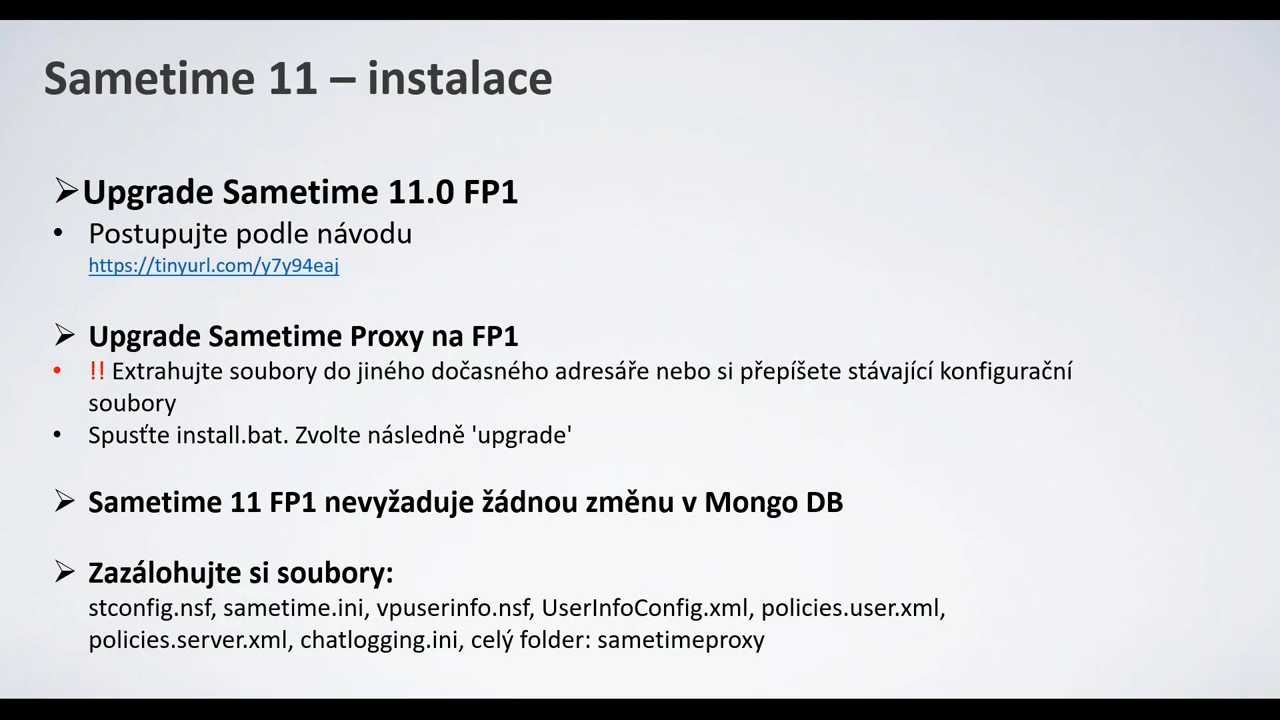 Sametime 11 – instalace
➢Upgrade Sametime 11.0 FP1
• Postupujte podle návodu
https://tinyurl.com/y7y94eaj
➢ Upgrade Sametime Proxy na FP1
• !! Extrahujte soubory do jiného dočasného adresáře nebo si přepíšete stávající konfigurační
soubory
• Spusťte install.bat. Zvolte následně 'upgrade'
➢ Sametime 11 FP1 nevyžaduje žádnou změnu v Mongo DB
➢ Zazálohujte si soubory:
stconfig.nsf, sametime.ini, vpuserinfo.nsf, UserInfoConfig.xml, policies.user.xml,
policies.server.xml, chatlogging.ini, celý folder: sametimeproxy